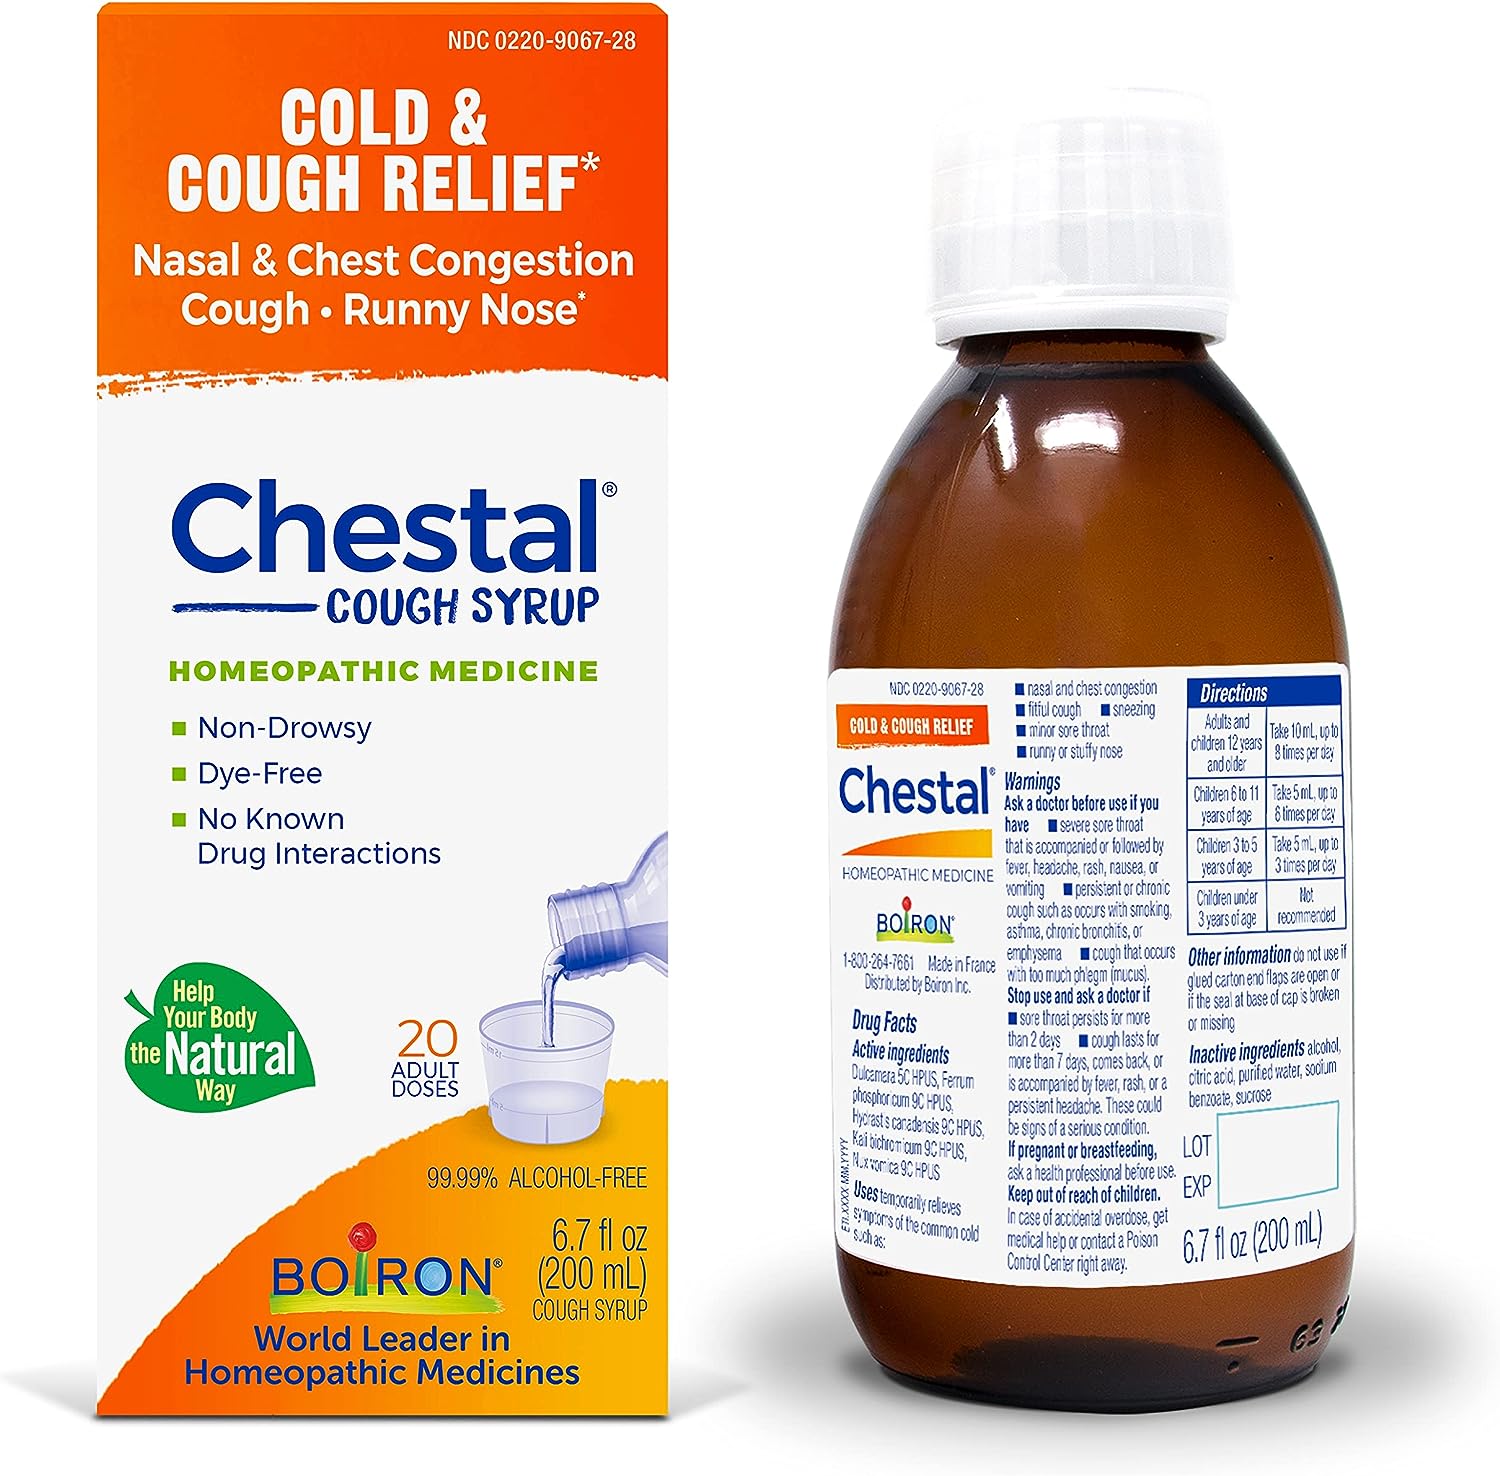 NDC 0220-9067-28
COLD &
COUGH RELIEF*
Nasal & Chest Congestion
Cough • Runny Nose*
Chestal®
COUGH SYRUP
HOMEOPATHIC MEDICINE
■ Non-Drowsy
■ Dye-Free
■ No Known
Drug Interactions
Help
Your Body
the Natural
Way
20
ADULT
DOSES
99.99% ALCOHOL-FREE
6.7 fl oz
(200 mL)
COUGH SYRUP
BOIRON®
World Leader in
Homeopathic Medicines
NDC 0220-9067-28
COLD & COUGH RELIEF
Chestal®
HOMEOPATHIC MEDICINE
BOIRON®
1-800-264-7661 Made in France
Distributed by Boiron Inc.
Drug Facts
Active ingredients
Dulcamara 5C HPUS, Ferrum
phosphoricum 9C HPUS,
Hydrastis canadensis 9C HPUS,
Kali bichromicum 9C HPUS,
Nux vomica 9C HPUS
Uses temporarily relieves
symptoms of the common cold
such as:
ETI.XXXX MM.YYYY
■ nasal and chest congestion
■ fitful cough ■ sneezing
■ minor sore throat
■ runny or stuffy nose
Warnings
Ask a doctor before use if you
have ■ severe sore throat
that is accompanied or followed by
fever, headache, rash, nausea, or
vomiting ■ persistent or chronic
cough such as occurs with smoking,
asthma, chronic bronchitis, or
emphysema ■ cough that occurs
with too much phlegm (mucus).
Stop use and ask a doctor if
■ sore throat persists for more
than 2 days ■ cough lasts for
more than 7 days, comes back, or
is accompanied by fever, rash, or a
persistent headache. These could
be signs of a serious condition.
If pregnant or breastfeeding,
ask a health professional before use.
Keep out of reach of children.
In case of accidental overdose, get
medical help or contact a Poison
Control Center right away.
Directions
Adults and
children 12 years
and older
Take 10 mL, up to
8 times per day
Children 6 to 11
years of age
Take 5 mL, up to
6 times per day
Children 3 to 5
years of age
Take 5 mL, up to
3 times per day
Children under
3 years of age
Not
recommended
Other information do not use if
glued carton end flaps are open or
if the seal at base of cap is broken
or missing
Inactive ingredients alcohol,
citric acid, purified water, sodium
benzoate, sucrose
LOT
EXP
6.7 fl oz (200 mL)
63